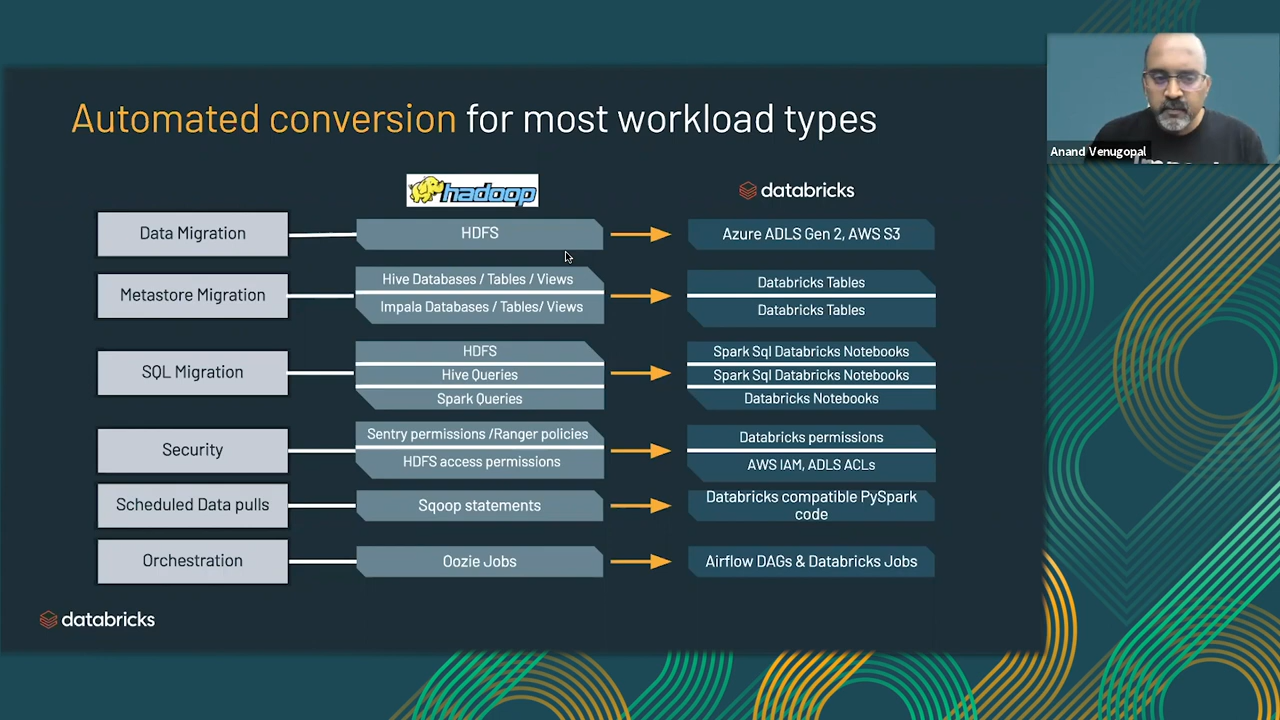 Automated conversion for most workload types
hadoop
databricks
Data Migration
HDFS
Azure ADLS Gen 2, AWS S3
Metastore Migration
Hive Databases / Tables / Views
Impala Databases / Tables/ Views
Databricks Tables
Databricks Tables
SQL Migration
HDFS
Hive Queries
Spark Queries
Spark Sql Databricks Notebooks
Spark Sql Databricks Notebooks
Databricks Notebooks
Security
Sentry permissions /Ranger policies
HDFS access permissions
Databricks permissions
AWS IAM, ADLS ACLs
Scheduled Data pulls
Sqoop statements
Databricks compatible PySpark
code
Orchestration
Oozie Jobs
Airflow DAGs & Databricks Jobs
databricks
Anand Venugopal